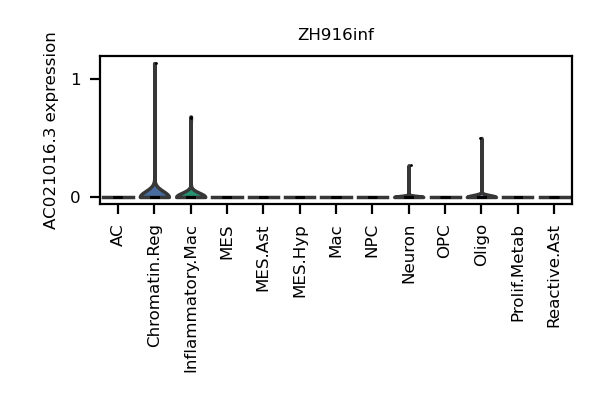 ZH916inf
AC021016.3 expression
1
0
AC
Chromatin.Reg
Inflammatory.Mac
MES
MES.Ast
MES.Hyp
Mac
NPC
Neuron
OPC
Oligo
Prolif.Metab
Reactive.Ast